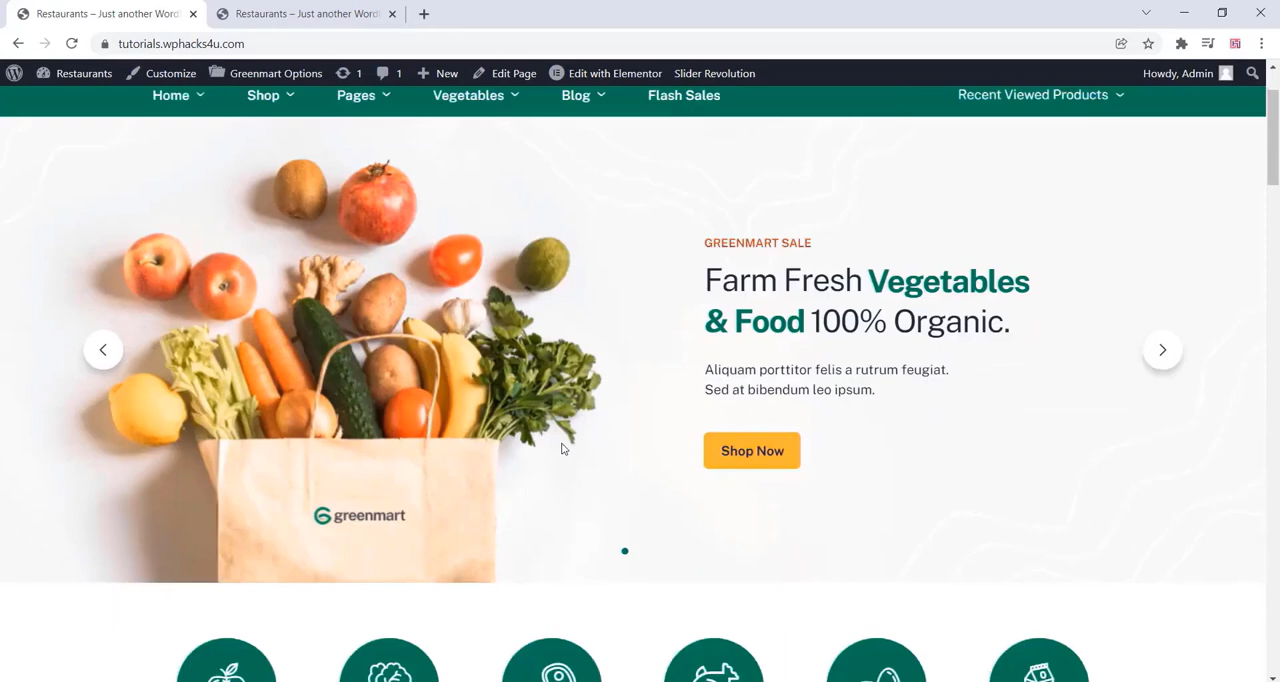 Restaurants – Just another Word
Restaurants – Just another Word
tutorials.wphacks4u.com
Restaurants
Customize
Greenmart Options
1
1
New
Edit Page
Edit with Elementor
Slider Revolution
Howdy, Admin
Home
Shop
Pages
Vegetables
Blog
Flash Sales
Recent Viewed Products
GREENMART SALE
Farm Fresh Vegetables
& Food 100% Organic.
Aliquam porttitor felis a rutrum feugiat.
Sed at bibendum leo ipsum.
Shop Now
greenmart